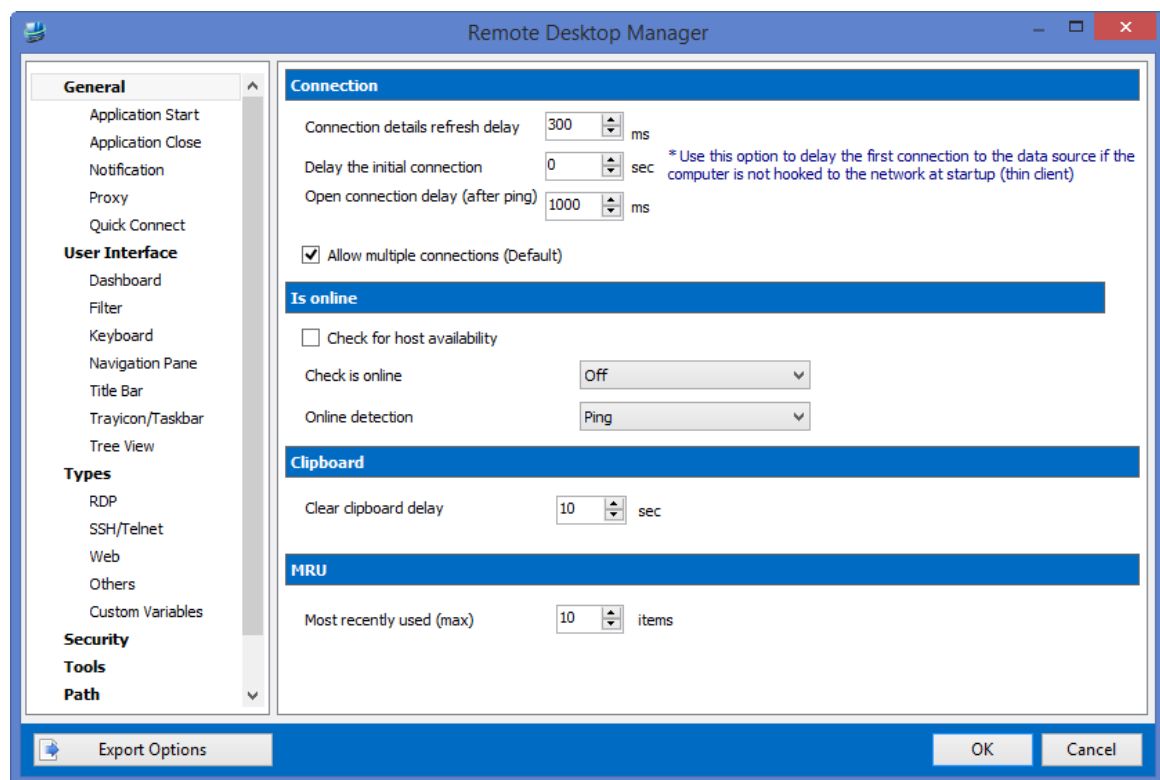 Remote Desktop Manager
General
Application Start
Application Close
Notification
Proxy
Quick Connect
User Interface
Dashboard
Filter
Keyboard
Navigation Pane
Title Bar
Trayicon/Taskbar
Tree View
Types
RDP
SSH/Telnet
Web
Others
Custom Variables
Security
Tools
Path
Connection
Connection details refresh delay 300 ms
Delay the initial connection 0 sec
* Use this option to delay the first connection to the data source if the
computer is not hooked to the network at startup (thin client)
Open connection delay (after ping) 1000 ms
Allow multiple connections (Default)
Is online
Check for host availability
Check is online Off
Online detection Ping
Clipboard
Clear clipboard delay 10 sec
MRU
Most recently used (max) 10 items
Export Options
OK Cancel